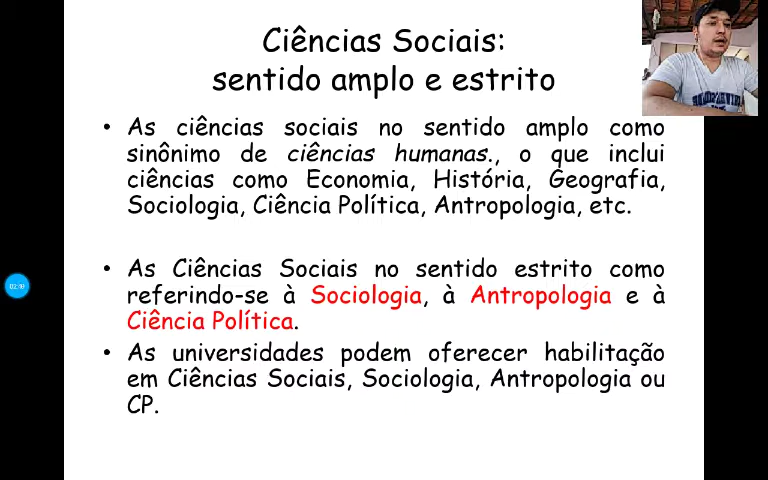 Ciências Sociais:
sentido amplo e estrito
• As ciências sociais no sentido amplo como
sinônimo de ciências humanas., o que inclui
ciências como Economia, História, Geografia,
Sociologia, Ciência Política, Antropologia, etc.
• As Ciências Sociais no sentido estrito como
referindo-se à Sociologia, à Antropologia e à
Ciência Política.
• As universidades podem oferecer habilitação
em Ciências Sociais, Sociologia, Antropologia ou
CP.